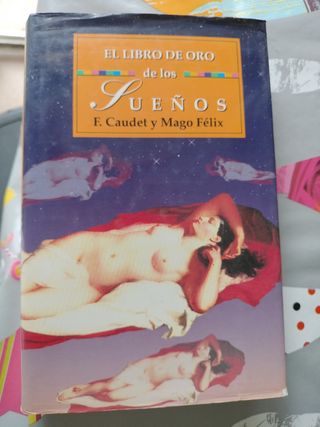 EL LIBRO DE ORO
de los
SUEÑOS
F. Caudet y Mago Félix